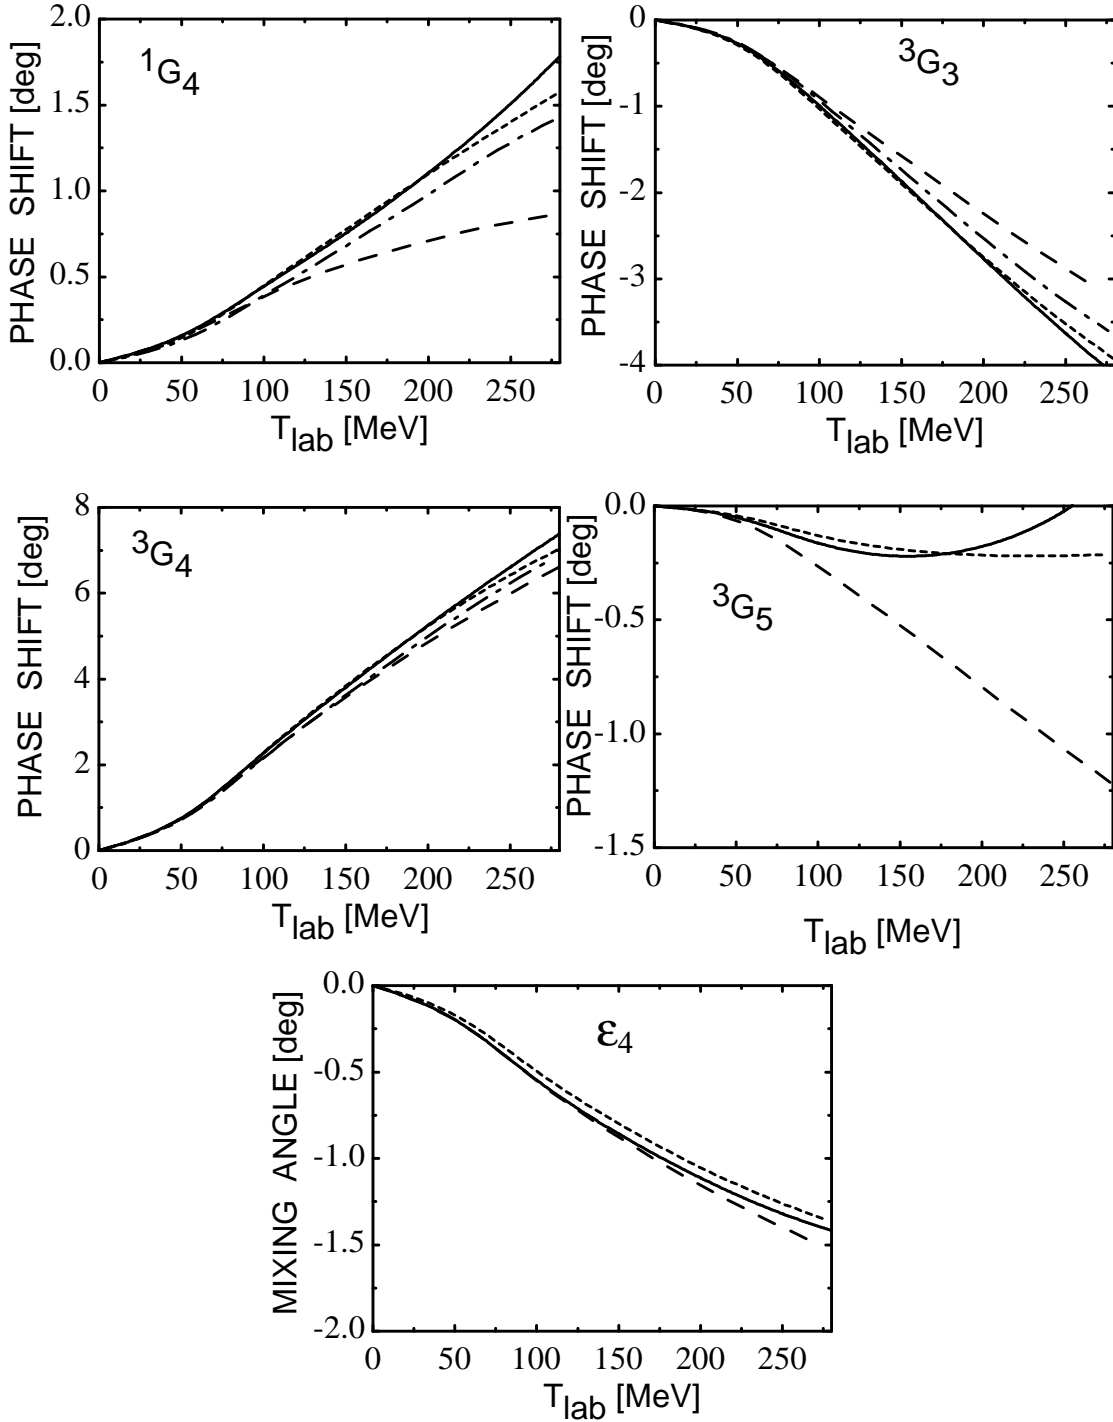 2.0
1.5
1.0
0.5
0.0
PHASE SHIFT [deg]
1G4
0 50 100 150 200 250
Tlab [MeV]
0
-1
-2
-3
-4
PHASE SHIFT [deg]
3G3
0 50 100 150 200 250
Tlab [MeV]
8
6
4
2
0
PHASE SHIFT [deg]
3G4
0 50 100 150 200 250
Tlab [MeV]
0.0
-0.5
-1.0
-1.5
PHASE SHIFT [deg]
3G5
0 50 100 150 200 250
Tlab [MeV]
0.0
-0.5
-1.0
-1.5
-2.0
MIXING ANGLE [deg]
ε4
0 50 100 150 200 250
Tlab [MeV]